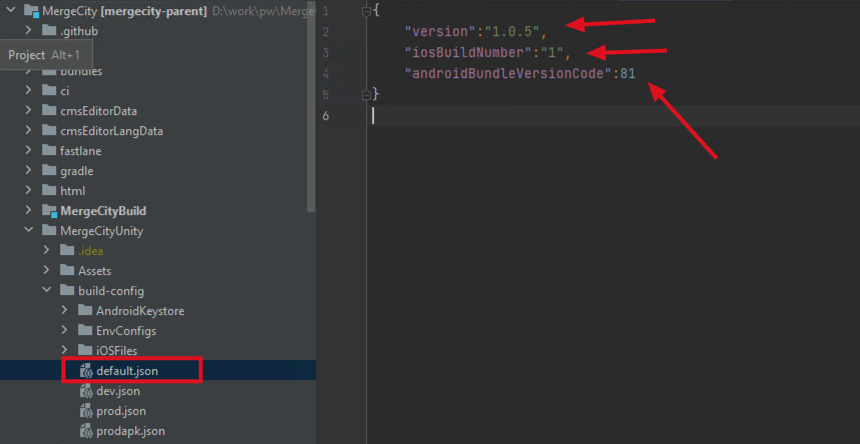 MergeCity [mergecity-parent] D:\work\pw\Merge
.github
Project Alt+1
bundles
ci
cmsEditorData
cmsEditorLangData
fastlane
gradle
html
MergeCityBuild
MergeCityUnity
.idea
Assets
build-config
AndroidKeystore
EnvConfigs
iOSFiles
default.json
dev.json
prod.json
prodapk.json
1 {
2 "version":"1.0.5",
3 "iosBuildNumber":"1",
4 "androidBundleVersionCode":81
5 }
6